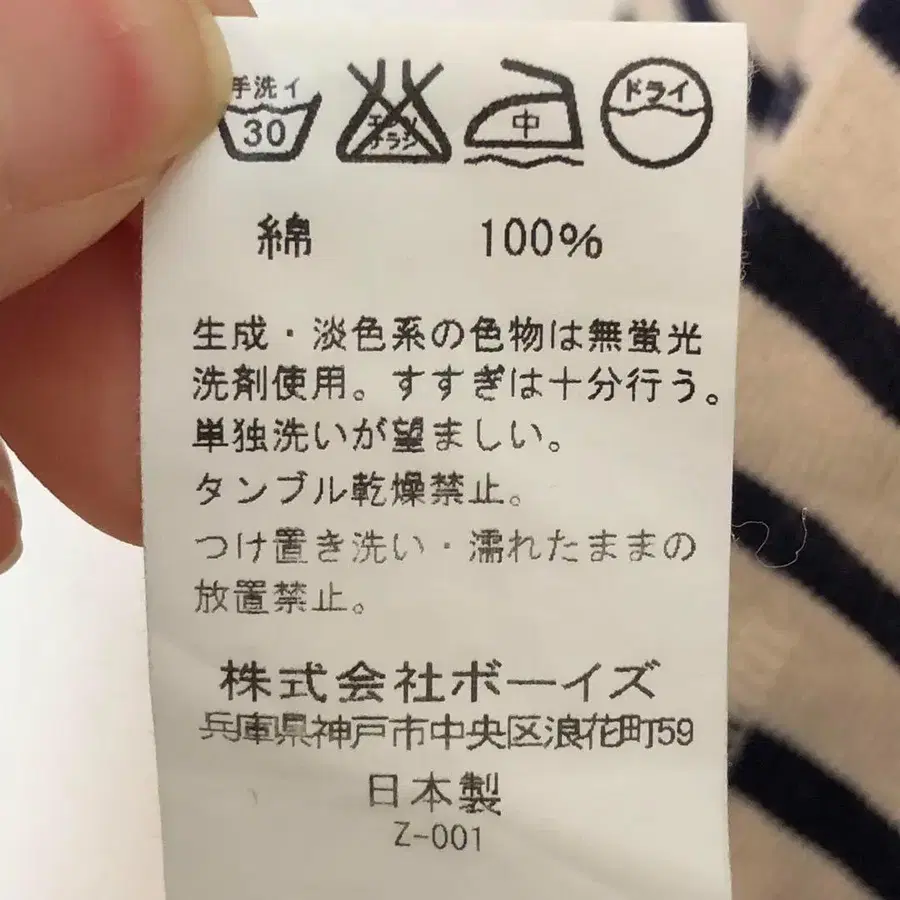 手洗イ
30
エンソ
サラシ
中
ドライ
綿 100%
生成・淡色系の色物は無蛍光
洗剤使用。すすぎは十分行う。
単独洗いが望ましい。
タンブル乾燥禁止。
つけ置き洗い・濡れたままの
放置禁止。
株式会社ボーイズ
兵庫県神戸市中央区浪花町59
日本製
Z-001